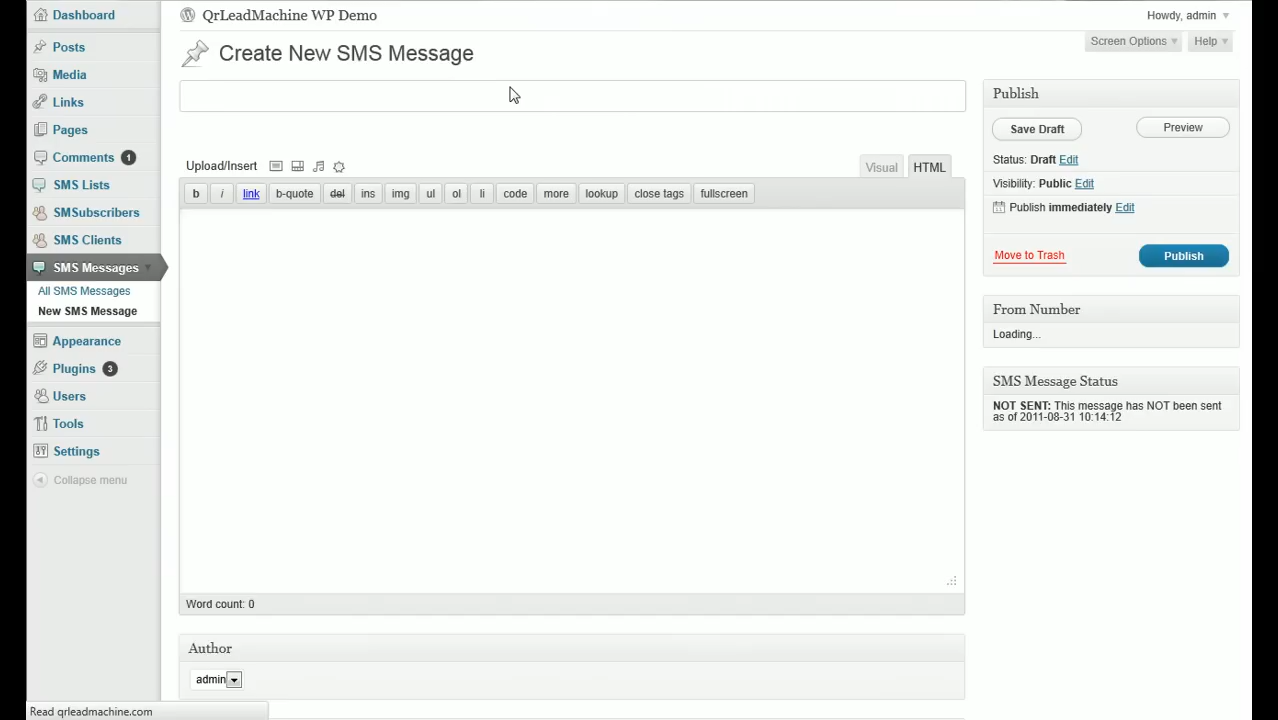 Dashboard
Posts
Media
Links
Pages
Comments 1
SMS Lists
SMSubscribers
SMS Clients
SMS Messages
All SMS Messages
New SMS Message
Appearance
Plugins 3
Users
Tools
Settings
Collapse menu
QrLeadMachine WP Demo
Howdy, admin
Screen Options
Help
Create New SMS Message
Upload/Insert
Visual
HTML
b i link b-quote del ins img ul ol li code more lookup close tags fullscreen
Word count: 0
Author
admin
Publish
Save Draft
Preview
Status: Draft Edit
Visibility: Public Edit
Publish immediately Edit
Move to Trash
Publish
From Number
Loading...
SMS Message Status
NOT SENT: This message has NOT been sent
as of 2011-08-31 10:14:12
Read qrleadmachine.com